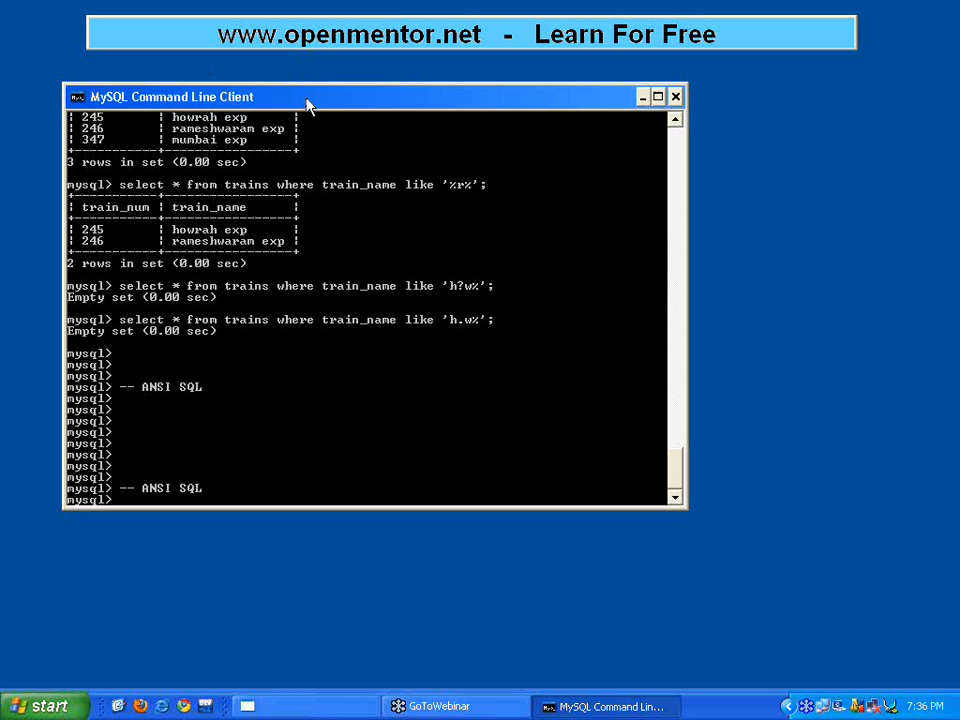 www.openmentor.net - Learn For Free
MySQL Command Line Client
| 245 | howrah exp |
| 246 | rameshwaram exp |
| 347 | mumbai exp |
+-----------+-----------------+
3 rows in set (0.00 sec)
mysql> select * from trains where train_name like '%r%';
+-----------+-----------------+
| train_num | train_name |
+-----------+-----------------+
| 245 | howrah exp |
| 246 | rameshwaram exp |
+-----------+-----------------+
2 rows in set (0.00 sec)
mysql> select * from trains where train_name like 'h?w%';
Empty set (0.00 sec)
mysql> select * from trains where train_name like 'h.w%';
Empty set (0.00 sec)
mysql>
mysql>
mysql>
mysql> -- ANSI SQL
mysql>
mysql>
mysql>
mysql>
mysql>
mysql>
mysql>
mysql>
mysql> -- ANSI SQL
mysql>
start
GoToWebinar
MySQL Command Lin...
7:36 PM